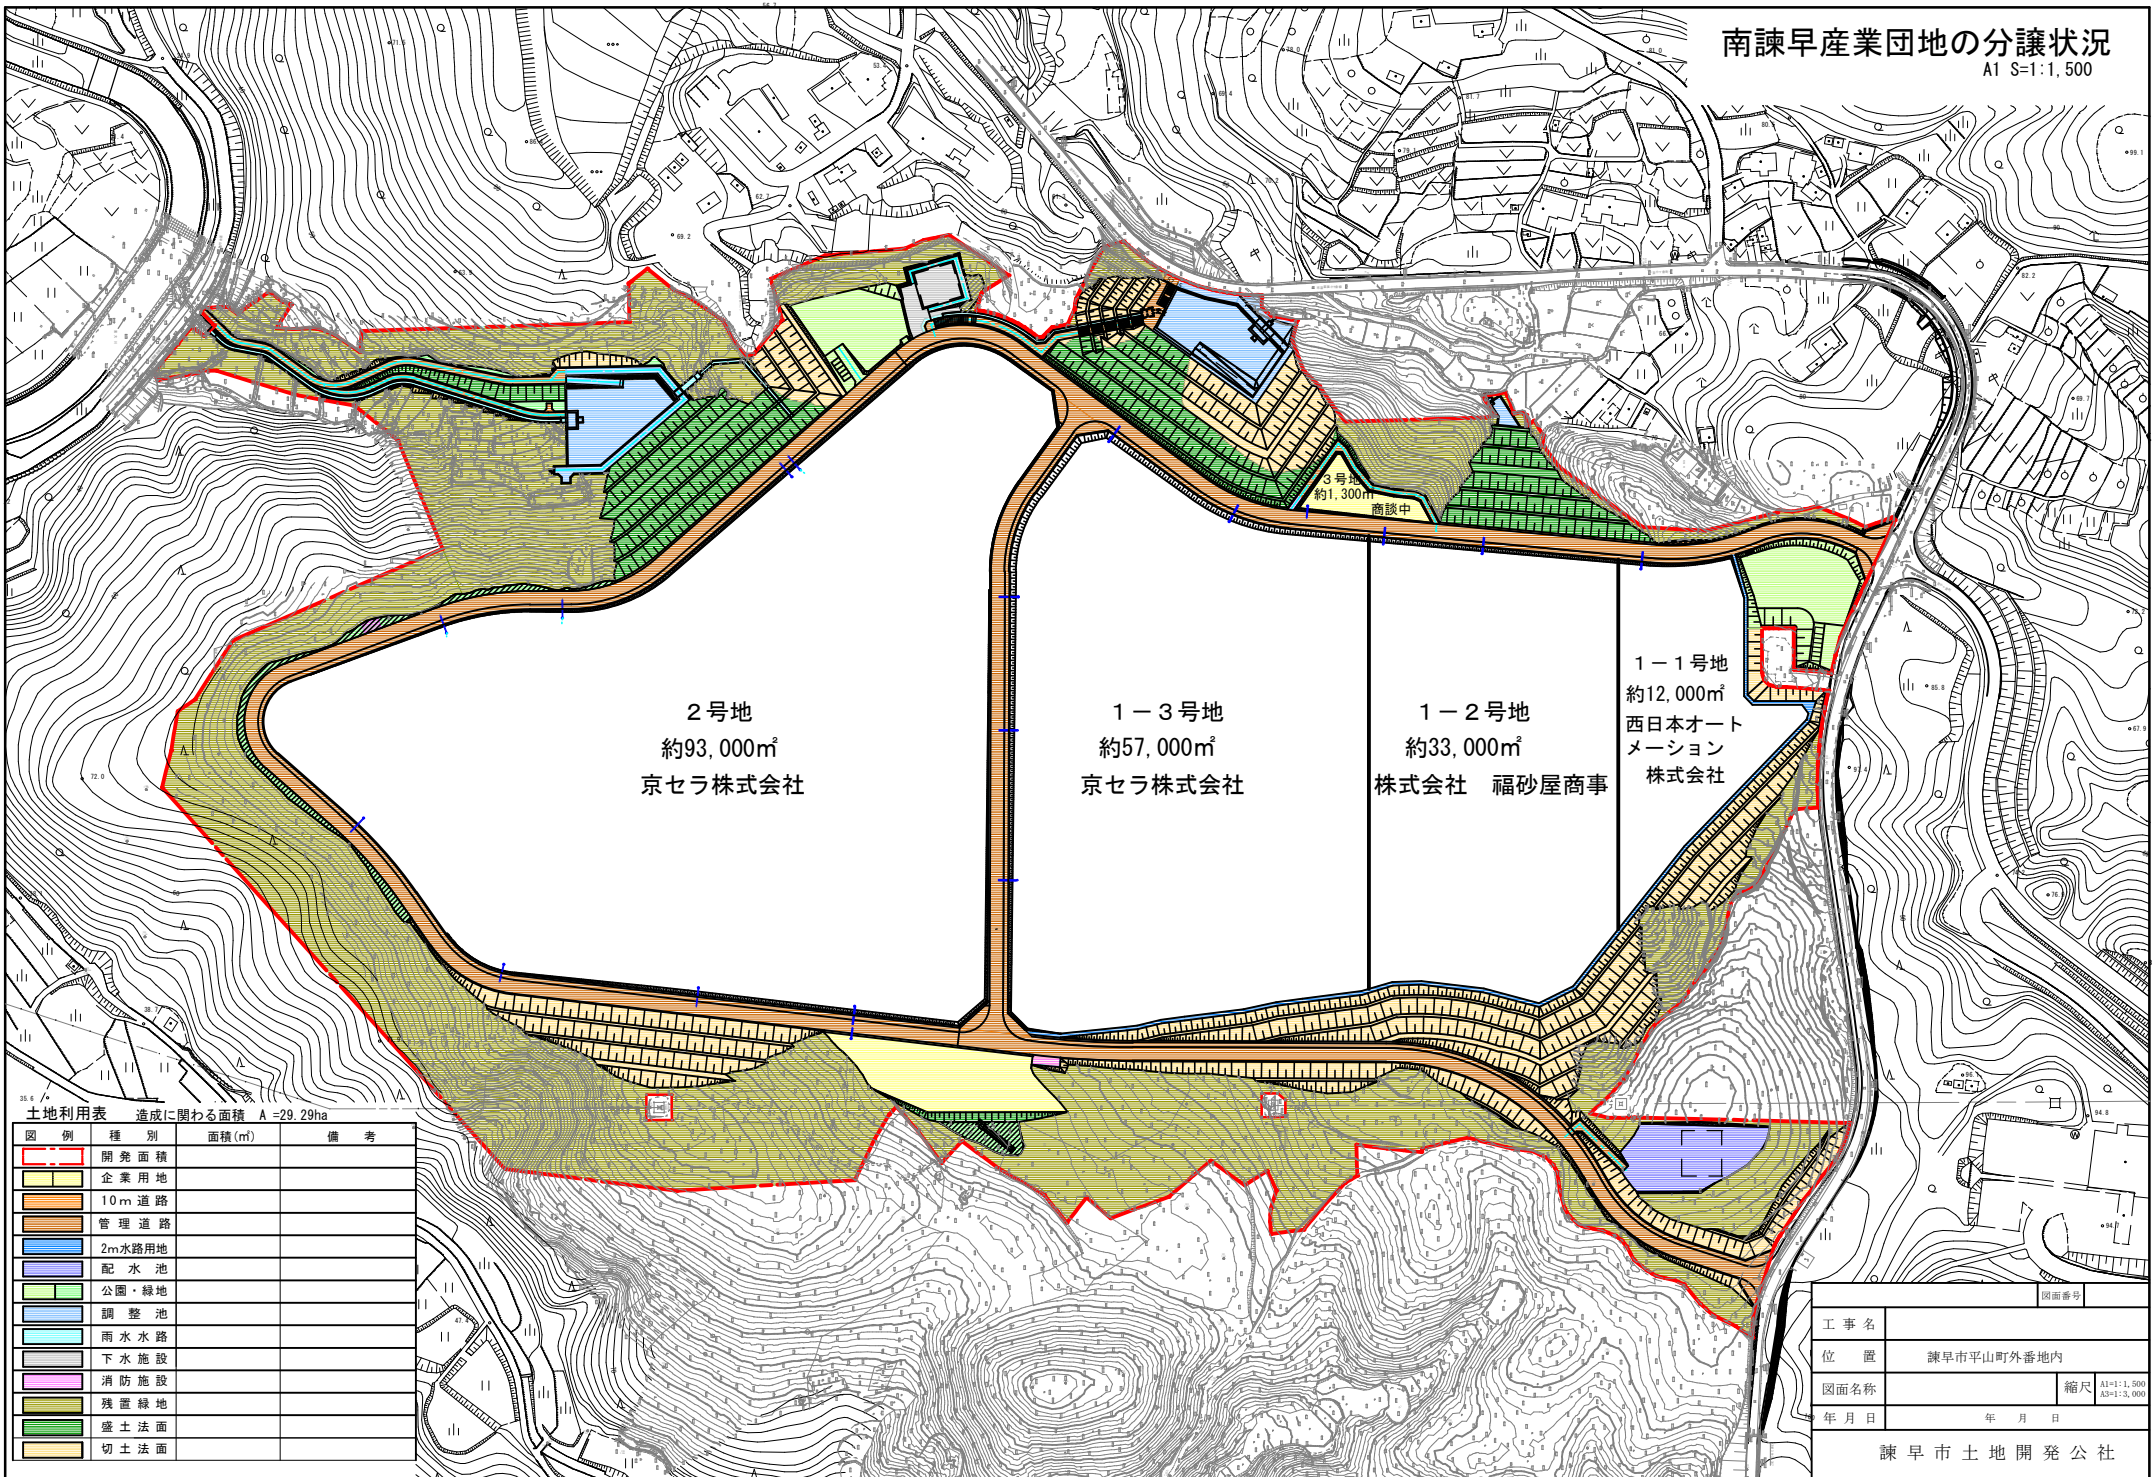 南諫早産業団地の分譲状況
A1 S=1:1,500
3号地
約1,300㎡
商談中
2号地
約93,000㎡
京セラ株式会社
1-3号地
約57,000㎡
京セラ株式会社
1-2号地
約33,000㎡
株式会社 福砂屋商事
1-1号地
約12,000㎡
西日本オート
メーション
株式会社
土地利用表 造成に関わる面積 A=29.29ha
図例 種別 面積(㎡) 備考
開発面積
企業用地
10m道路
管理道路
2m水路用地
配水池
公園・緑地
調整池
雨水水路
下水施設
消防施設
残置緑地
盛土法面
切土法面
図面番号
工事名
位置 諫早市平山町外番地内
図面名称 縮尺 A1=1:1,500
A3=1:3,000
年月日 年 月 日
諫早市土地開発公社